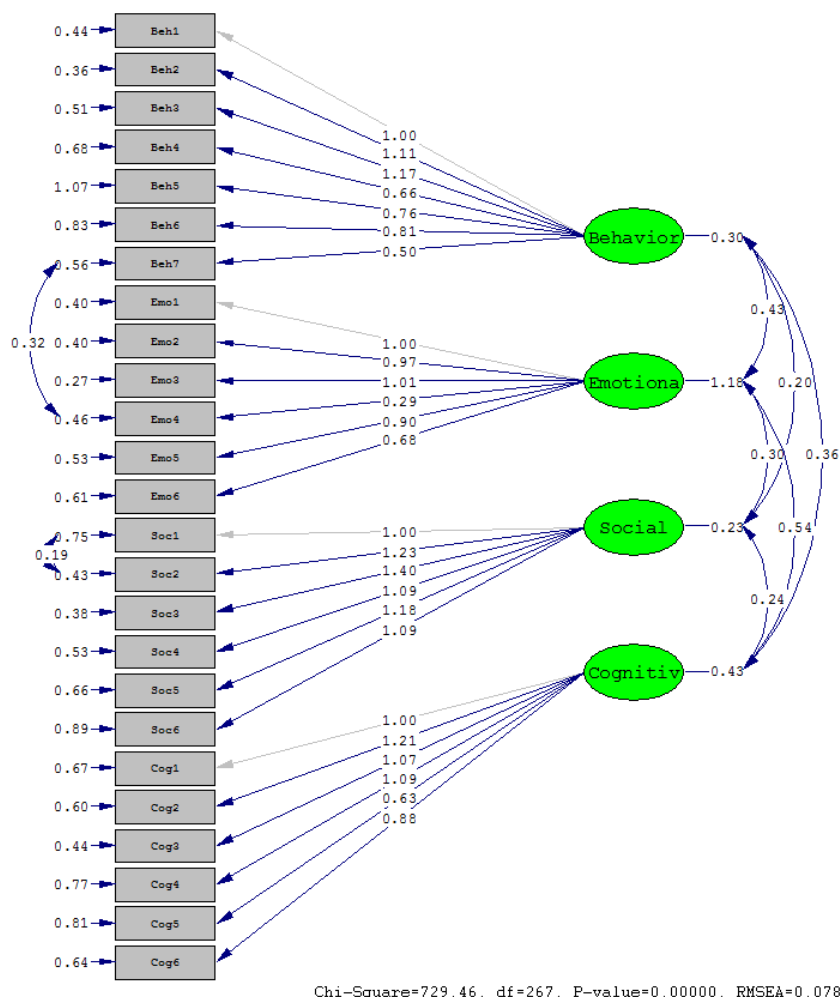 0.44 Beh1
0.36 Beh2
0.51 Beh3
0.68 Beh4
1.07 Beh5
0.83 Beh6
0.56 Beh7
0.40 Emo1
0.40 Emo2
0.27 Emo3
0.46 Emo4
0.53 Emo5
0.61 Emo6
0.75 Soc1
0.43 Soc2
0.38 Soc3
0.53 Soc4
0.66 Soc5
0.89 Soc6
0.67 Cog1
0.60 Cog2
0.44 Cog3
0.77 Cog4
0.81 Cog5
0.64 Cog6
0.32
0.19
1.00
1.11
1.17
0.66
0.76
0.81
0.50
1.00
0.97
1.01
0.29
0.90
0.68
1.00
1.23
1.40
1.09
1.18
1.09
1.00
1.21
1.07
1.09
0.63
0.88
Behavior 0.30
Emotiona 1.18
Social 0.23
Cognitiv 0.43
0.43
0.20
0.36
0.30
0.54
0.24
Chi-Square=729.46, df=267, P-value=0.00000, RMSEA=0.078